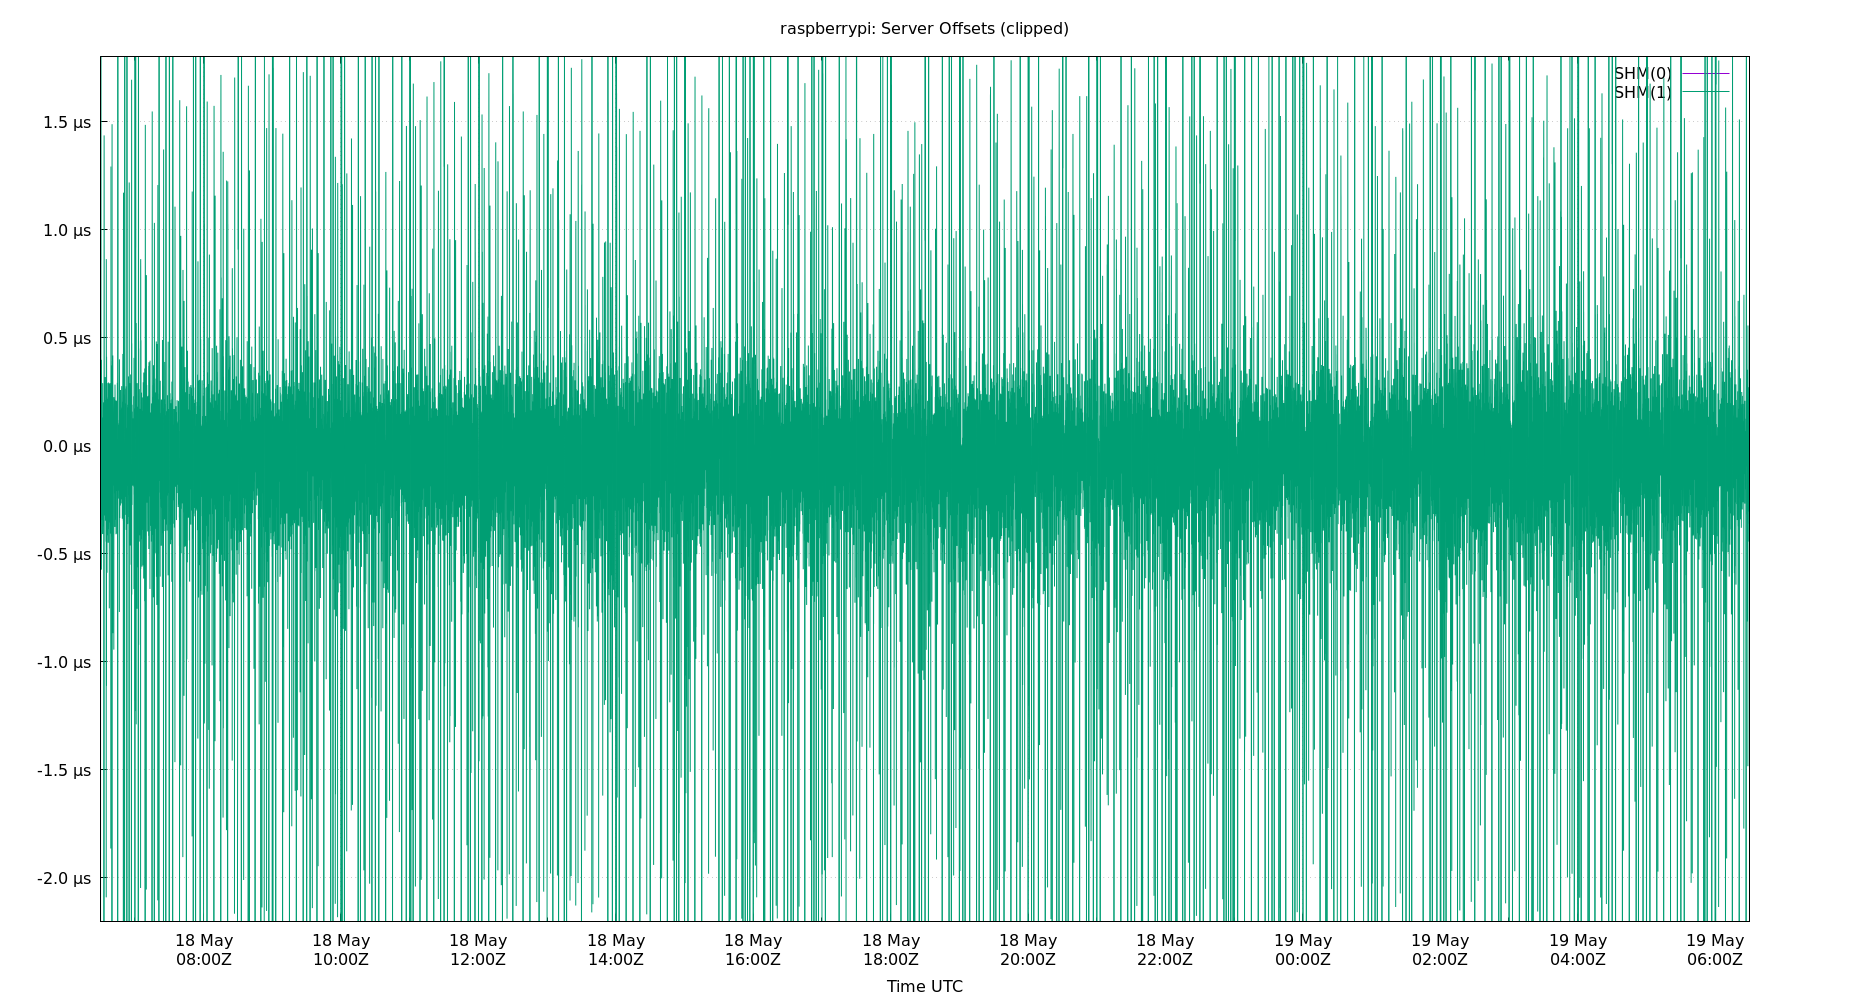 raspberrypi: Server Offsets (clipped)
SHM(0)
SHM(1)
1.5 µs
1.0 µs
0.5 µs
0.0 µs
-0.5 µs
-1.0 µs
-1.5 µs
-2.0 µs
18 May 18 May 18 May 18 May 18 May 18 May 18 May 18 May 19 May 19 May 19 May 19 May
08:00Z 10:00Z 12:00Z 14:00Z 16:00Z 18:00Z 20:00Z 22:00Z 00:00Z 02:00Z 04:00Z 06:00Z
Time UTC